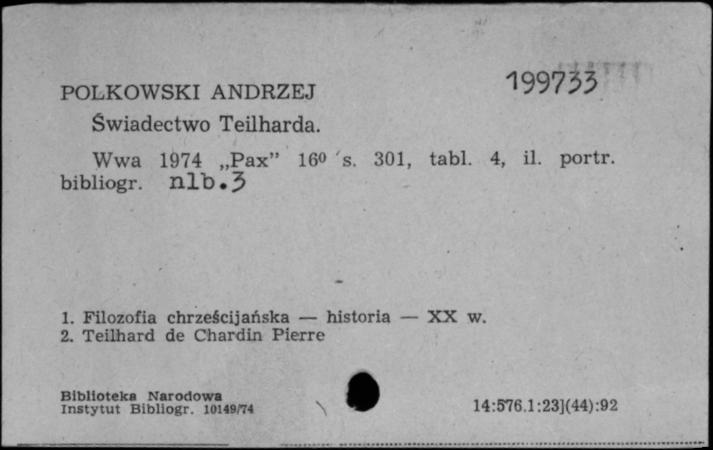 199733
POLKOWSKI ANDRZEJ
Świadectwo Teilharda.
Wwa 1974 „Pax” 16⁰ s. 301, tabl. 4, il. portr.
bibliogr. nlb.3
1. Filozofia chrześcijańska — historia — XX w.
2. Teilhard de Chardin Pierre
Biblioteka Narodowa
Instytut Bibliogr. 10149/74
14:576.1:23](44):92